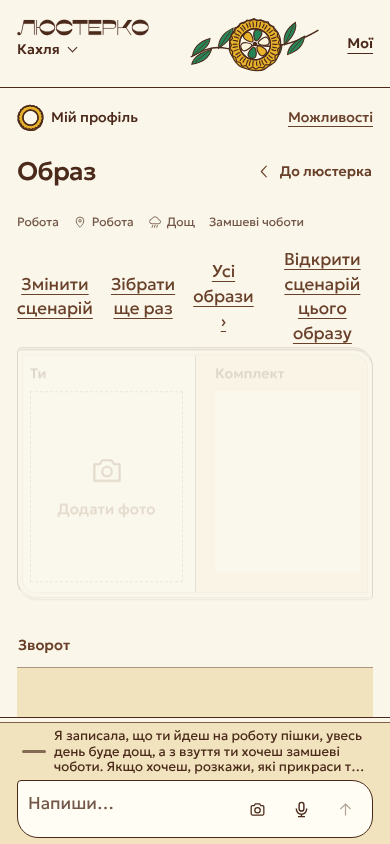 ЛЮСТЕРКО
Кахля
Мої
Мій профіль
Можливості
Образ
До люстерка
Робота Робота Дощ Замшеві чоботи
Змінити сценарій
Зібрати ще раз
Усі образи ›
Відкрити сценарій цього образу
Ти
Комплект
Додати фото
Зворот
Я записала, що ти йдеш на роботу пішки, увесь
день буде дощ, а з взуття ти хочеш замшеві
чоботи. Якщо хочеш, розкажи, які прикраси т…
Напиши…